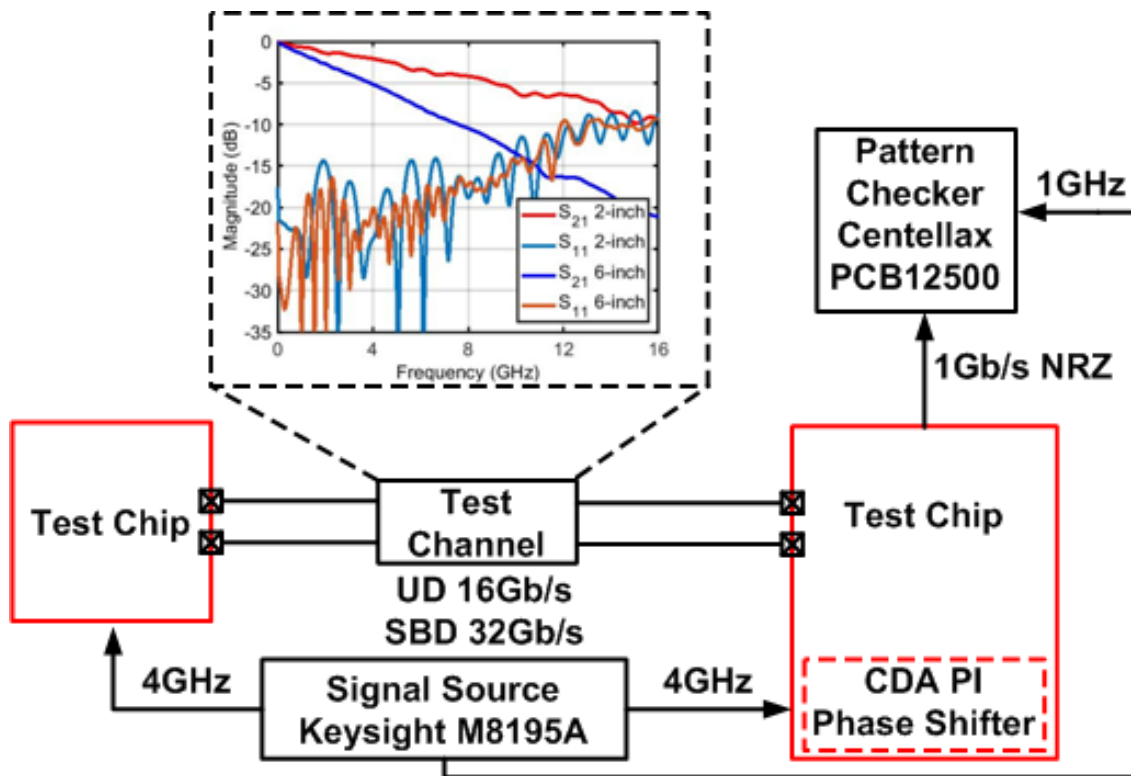 0
-5
-10
-15
-20
-25
-30
-35
Magnitude (dB)
S21 2-inch
S11 2-inch
S21 6-inch
S11 6-inch
0 4 8 12 16
Frequency (GHz)
Pattern
Checker
Centellax
PCB12500
1GHz
1Gb/s NRZ
Test Chip
Test
Channel
UD 16Gb/s
SBD 32Gb/s
Test Chip
4GHz
Signal Source
Keysight M8195A
4GHz
CDA PI
Phase Shifter